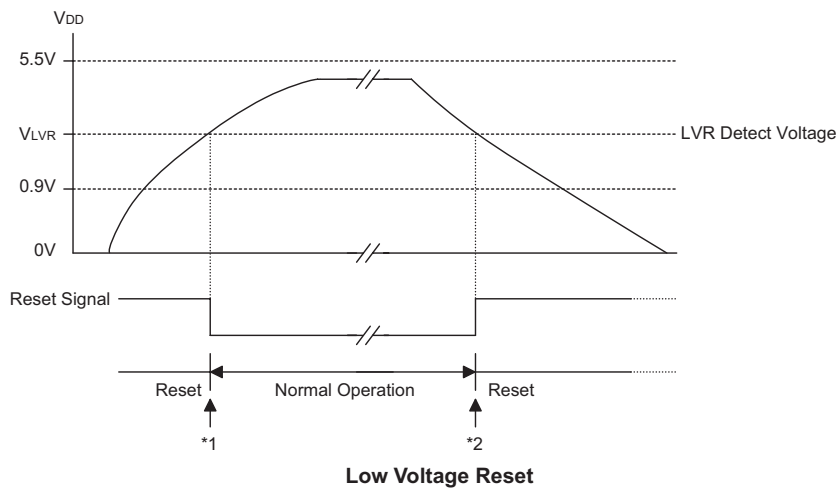 VDD
5.5V
VLVR
LVR Detect Voltage
0.9V
0V
Reset Signal
Reset
Normal Operation
Reset
*1
*2
Low Voltage Reset